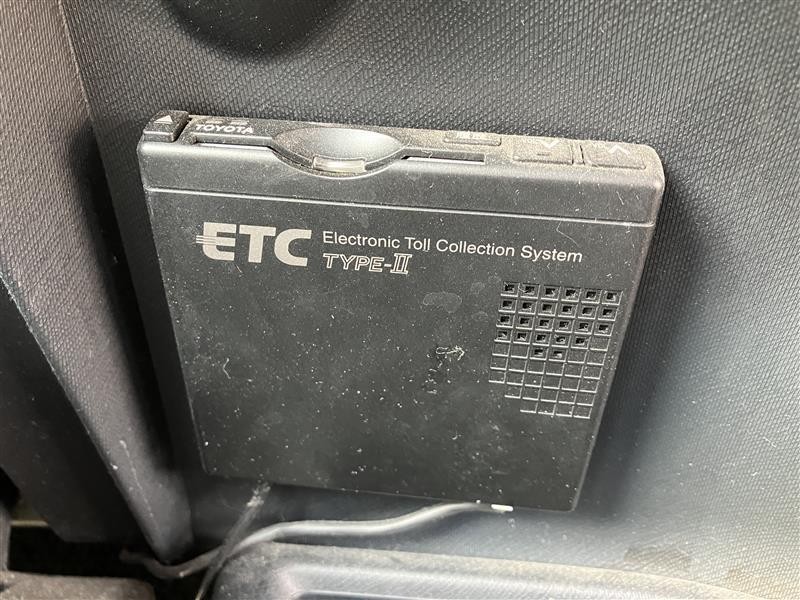 TOYOTA
ETC Electronic Toll Collection System
TYPE-II